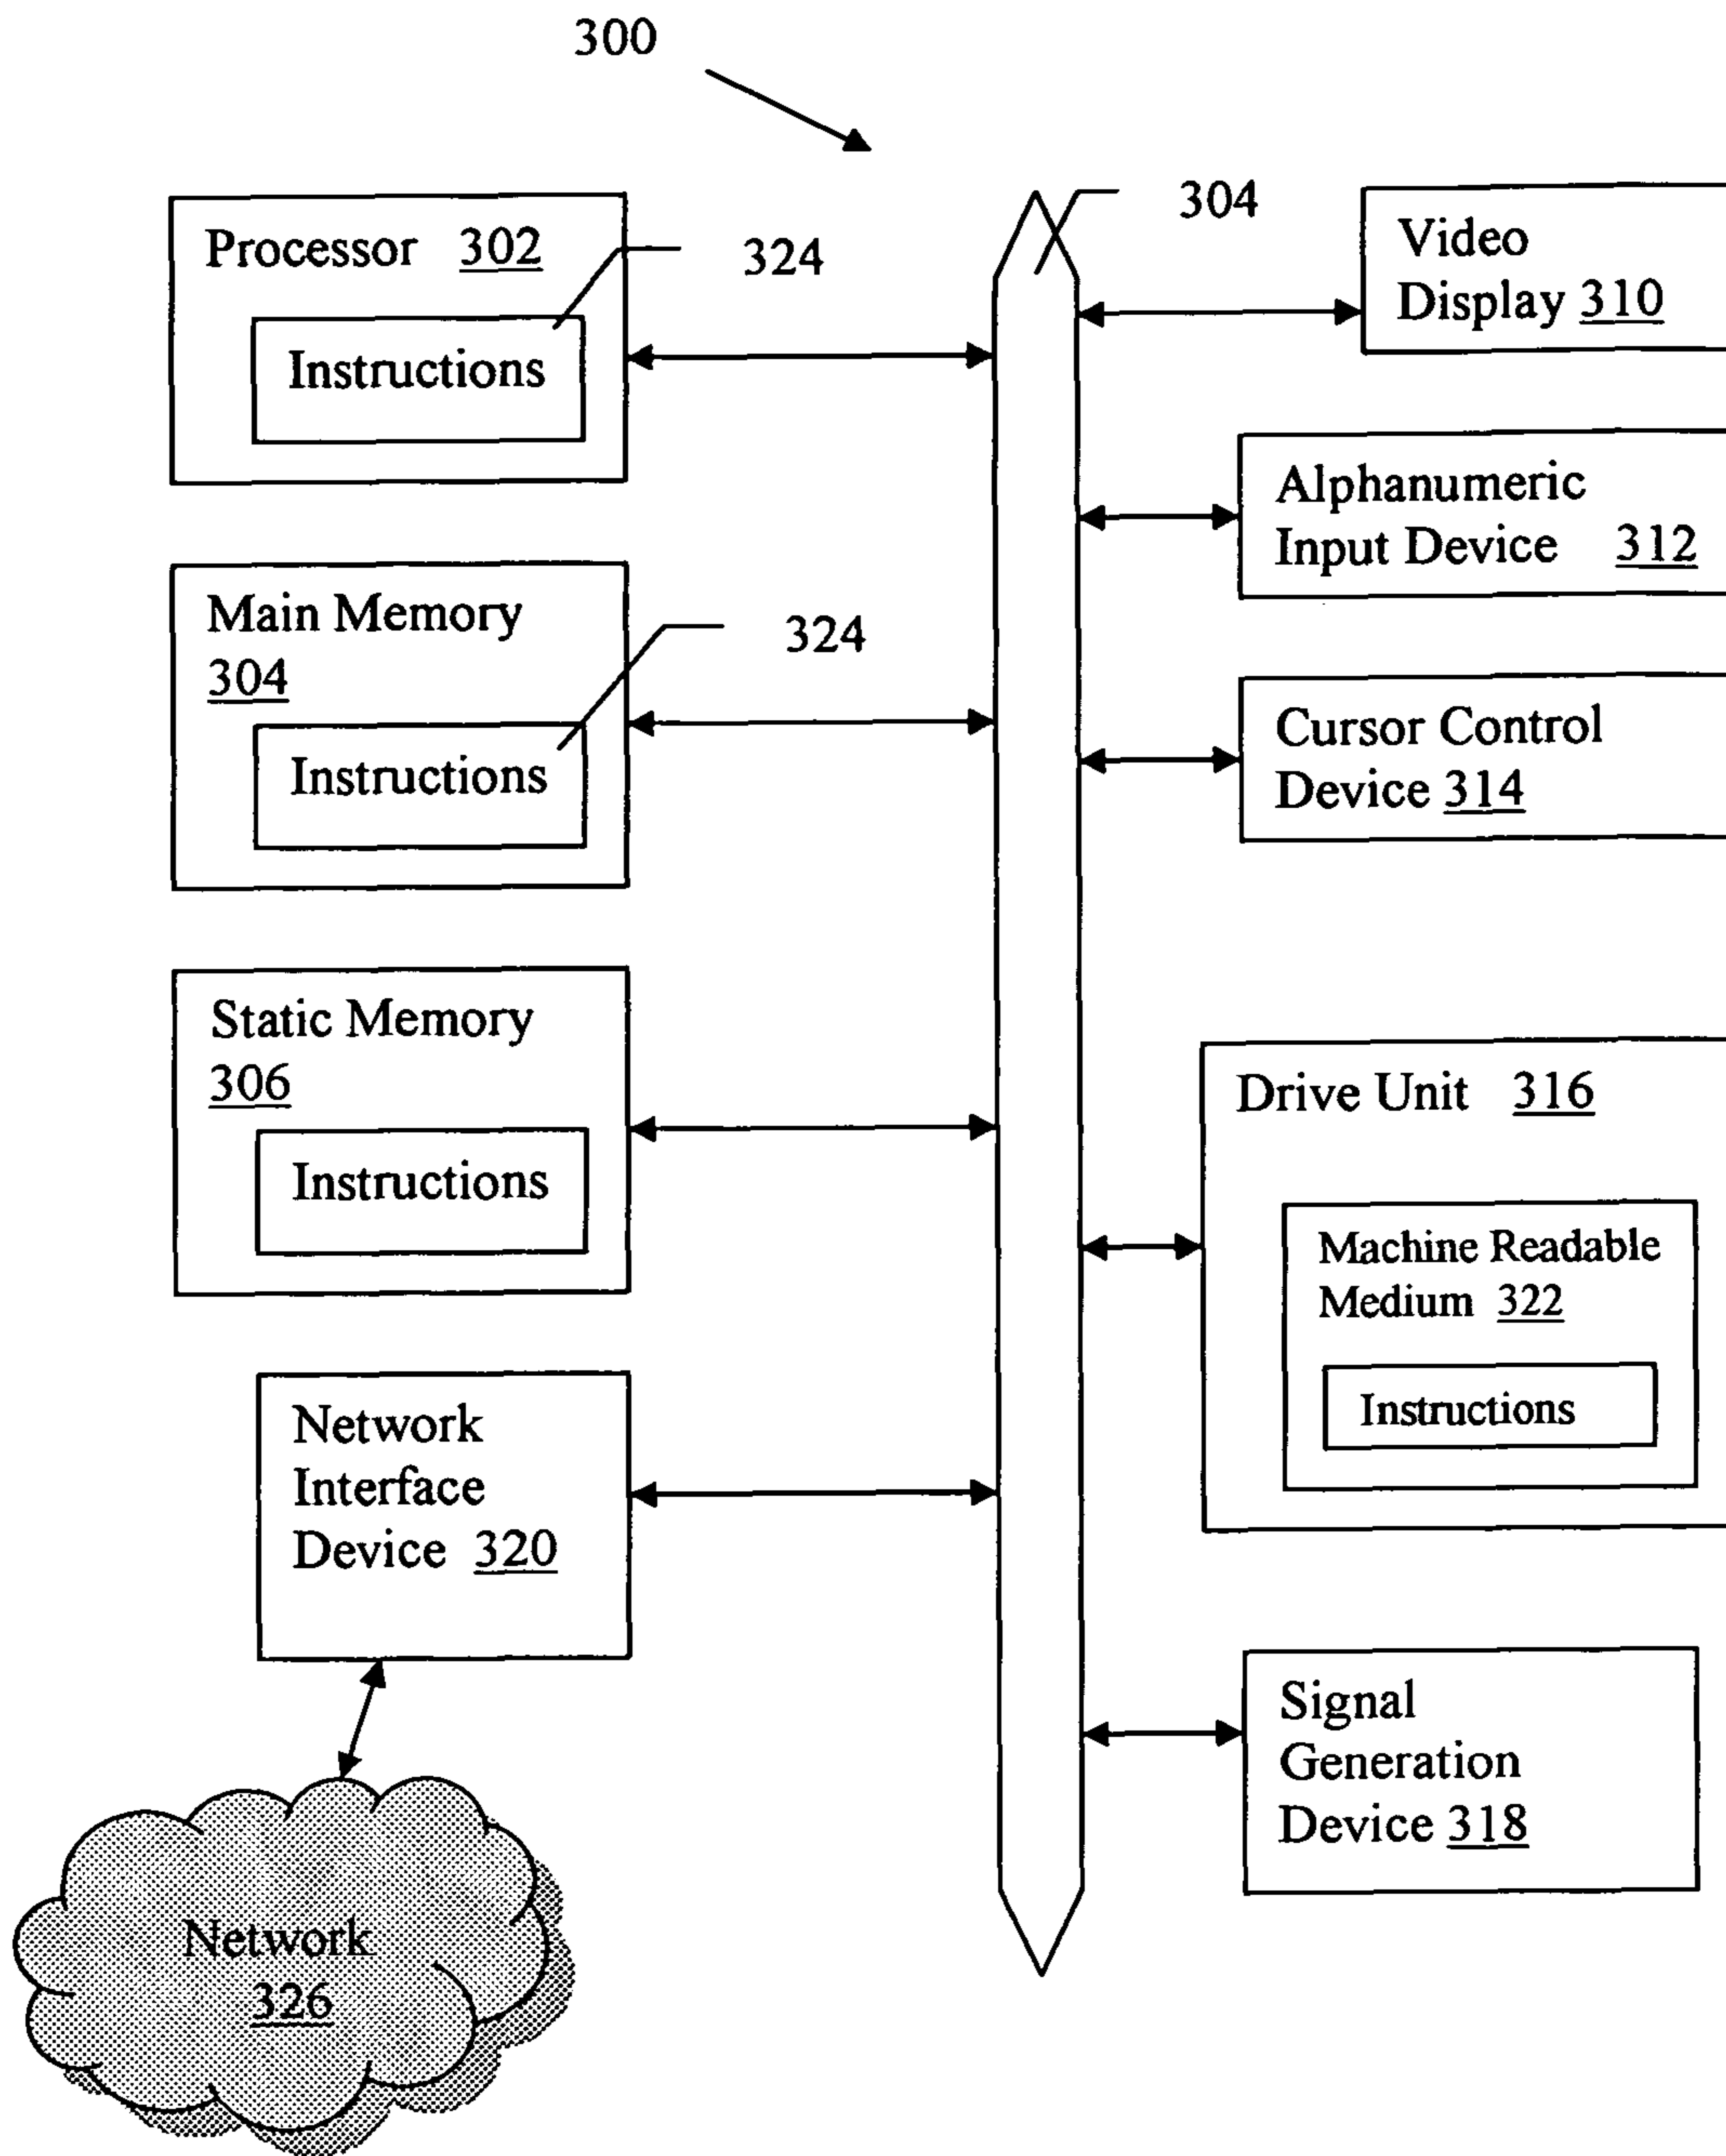 300
Processor 302
324
Instructions
Main Memory
304
324
Instructions
Static Memory
306
Instructions
Network
Interface
Device 320
Network
326
304
Video
Display 310
Alphanumeric
Input Device 312
Cursor Control
Device 314
Drive Unit 316
Machine Readable
Medium 322
Instructions
Signal
Generation
Device 318